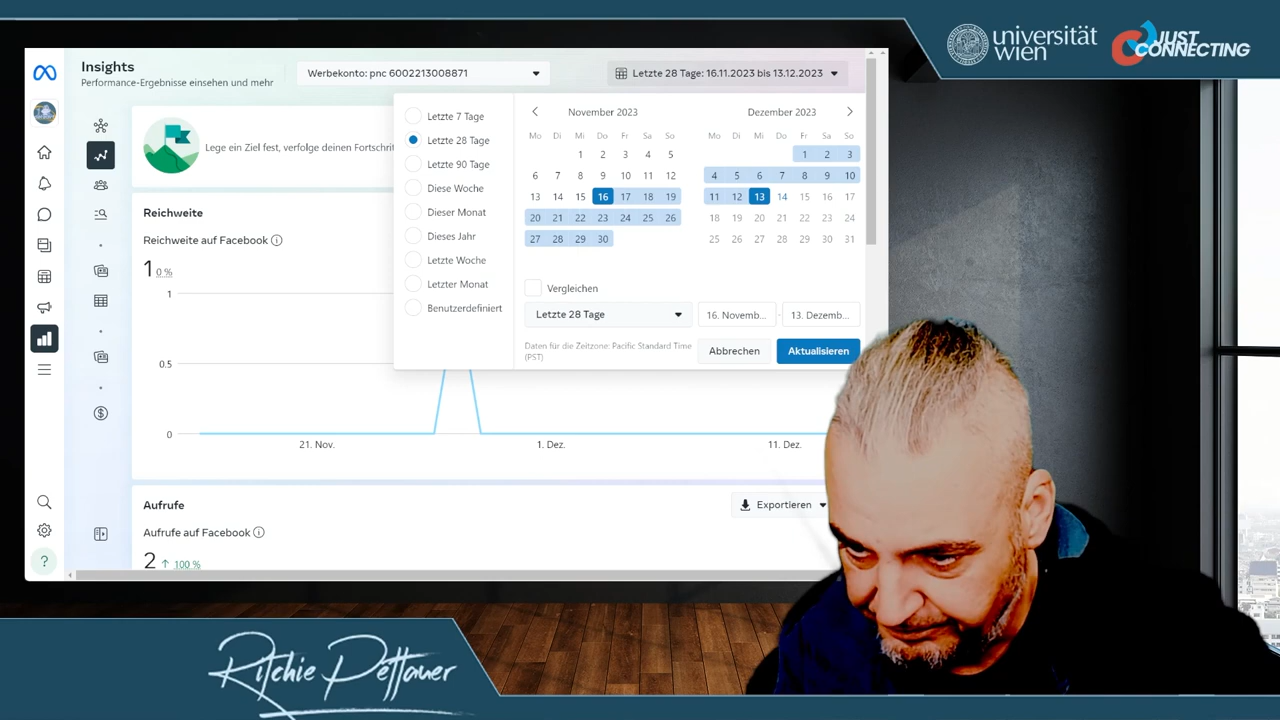 universität
wien
JUST
CONNECTING
Insights
Performance-Ergebnisse einsehen und mehr
Werbekonto: pnc 6002213008871
Letzte 28 Tage: 16.11.2023 bis 13.12.2023
Letzte 7 Tage
Letzte 28 Tage
Letzte 90 Tage
Diese Woche
Dieser Monat
Dieses Jahr
Letzte Woche
Letzter Monat
Benutzerdefiniert
November 2023
Mo Di Mi Do Fr Sa So
1 2 3 4 5
6 7 8 9 10 11 12
13 14 15 16 17 18 19
20 21 22 23 24 25 26
27 28 29 30
Dezember 2023
Mo Di Mi Do Fr Sa So
1 2 3
4 5 6 7 8 9 10
11 12 13 14 15 16 17
18 19 20 21 22 23 24
25 26 27 28 29 30 31
Vergleichen
Letzte 28 Tage
16. Novemb... - 13. Dezemb...
Daten für die Zeitzone: Pacific Standard Time
(PST)
Abbrechen
Aktualisieren
Lege ein Ziel fest, verfolge deinen Fortschrit
Reichweite
Reichweite auf Facebook
1 0 %
1
0.5
0
21. Nov.
1. Dez.
11. Dez.
Aufrufe
Exportieren
Aufrufe auf Facebook
2 ↑ 100 %
?
Ritchie Pettauer